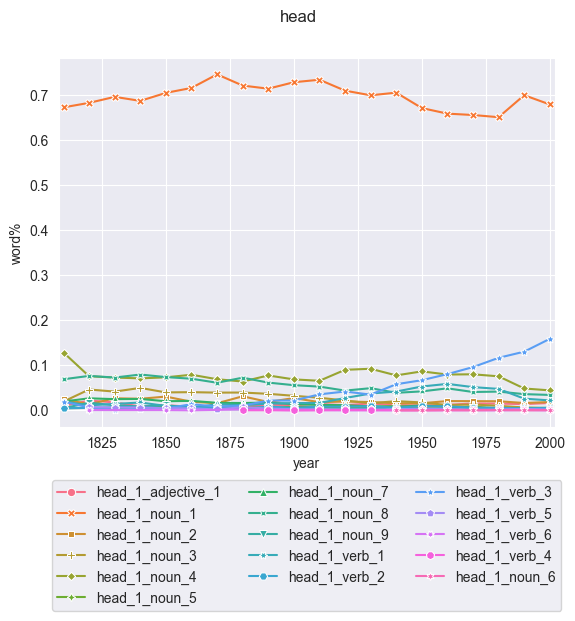 head
0.7
0.6
0.5
0.4
0.3
0.2
0.1
0.0
word%
1825 1850 1875 1900 1925 1950 1975 2000
year
head_1_adjective_1 head_1_noun_7 head_1_verb_3
head_1_noun_1 head_1_noun_8 head_1_verb_5
head_1_noun_2 head_1_noun_9 head_1_verb_6
head_1_noun_3 head_1_verb_1 head_1_verb_4
head_1_noun_4 head_1_verb_2 head_1_noun_6
head_1_noun_5